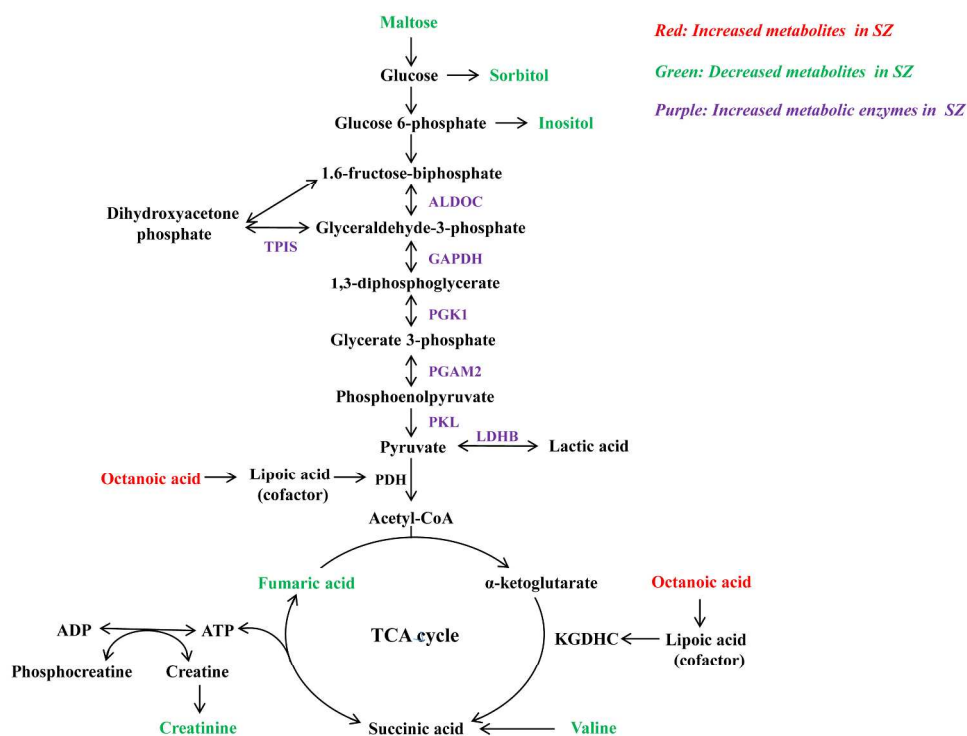 Maltose
Red: Increased metabolites in SZ
Glucose
Sorbitol
Green: Decreased metabolites in SZ
Purple: Increased metabolic enzymes in SZ
Glucose 6-phosphate
Inositol
1.6-fructose-biphosphate
ALDOC
Dihydroxyacetone
phosphate
Glyceraldehyde-3-phosphate
TPIS
GAPDH
1,3-diphosphoglycerate
PGK1
Glycerate 3-phosphate
PGAM2
Phosphoenolpyruvate
PKL
LDHB
Pyruvate
Lactic acid
Octanoic acid
Lipoic acid
(cofactor)
PDH
Acetyl-CoA
Fumaric acid
α-ketoglutarate
Octanoic acid
ADP
ATP
TCA cycle
KGDHC
Lipoic acid
(cofactor)
Phosphocreatine
Creatine
Creatinine
Succinic acid
Valine